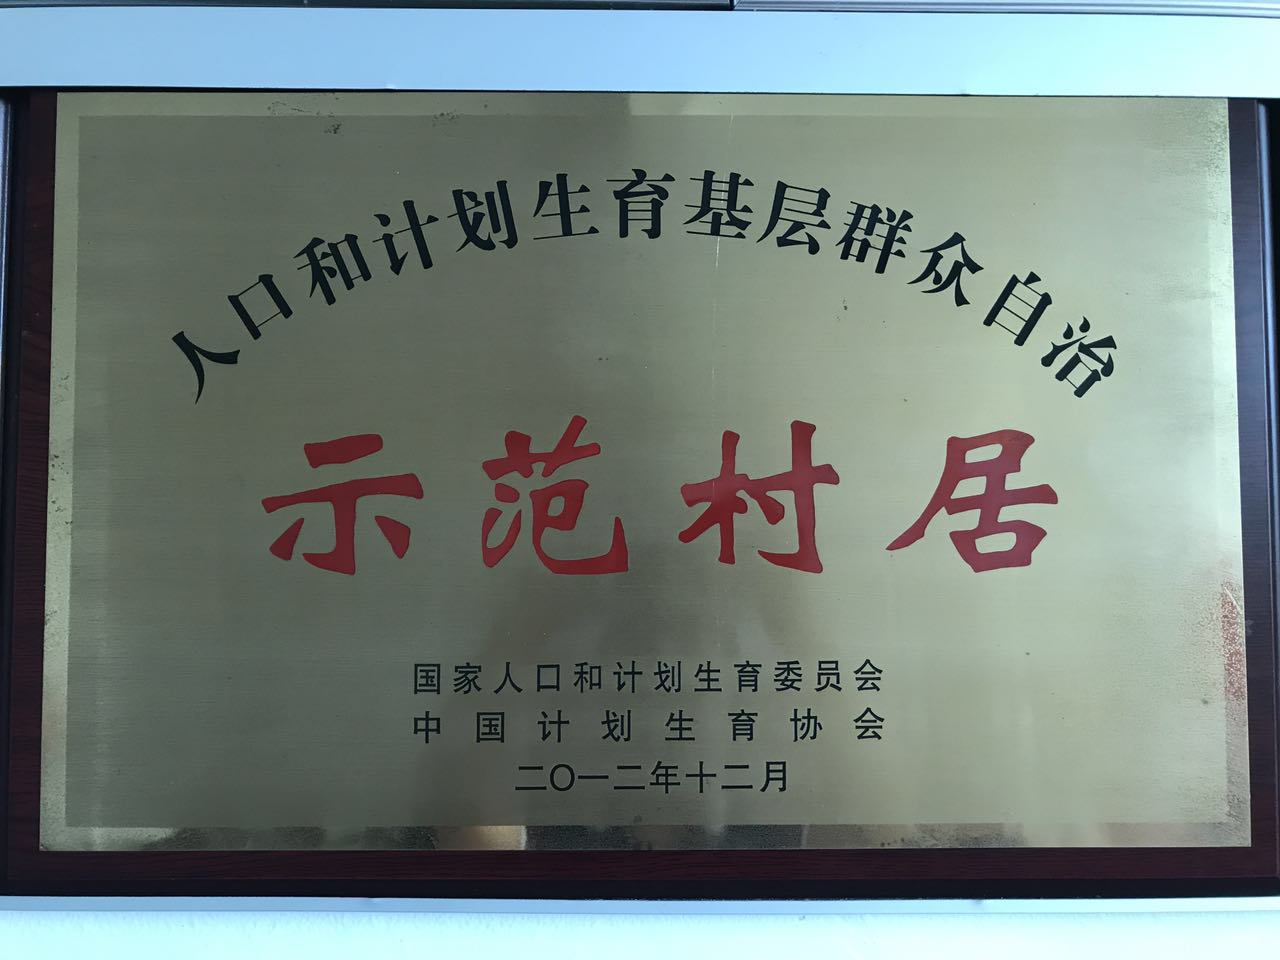 人口和计划生育基层群众自治
示范村居
国家人口和计划生育委员会
中国计划生育协会
二〇一二年十二月